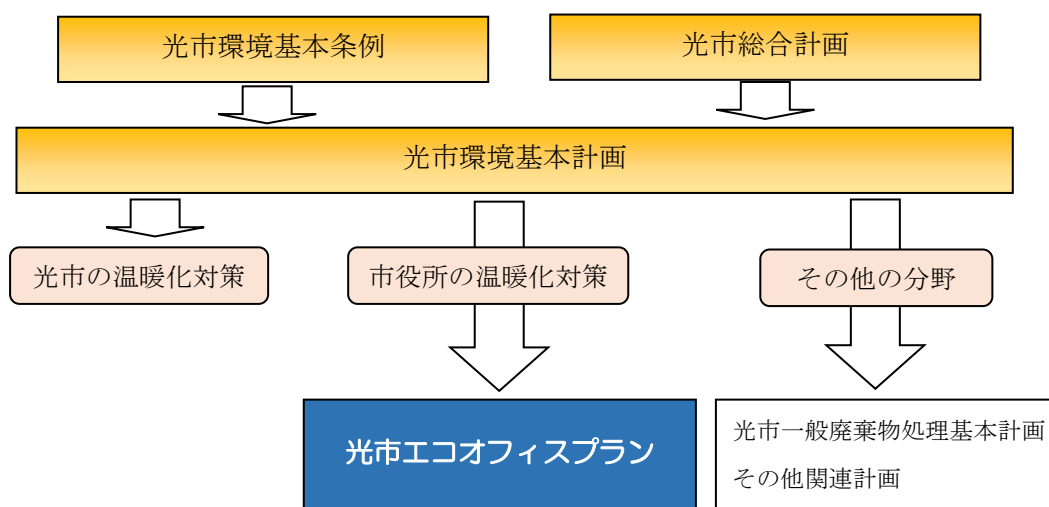 光市環境基本条例
光市総合計画
光市環境基本計画
光市の温暖化対策
市役所の温暖化対策
その他の分野
光市エコオフィスプラン
光市一般廃棄物処理基本計画
その他関連計画